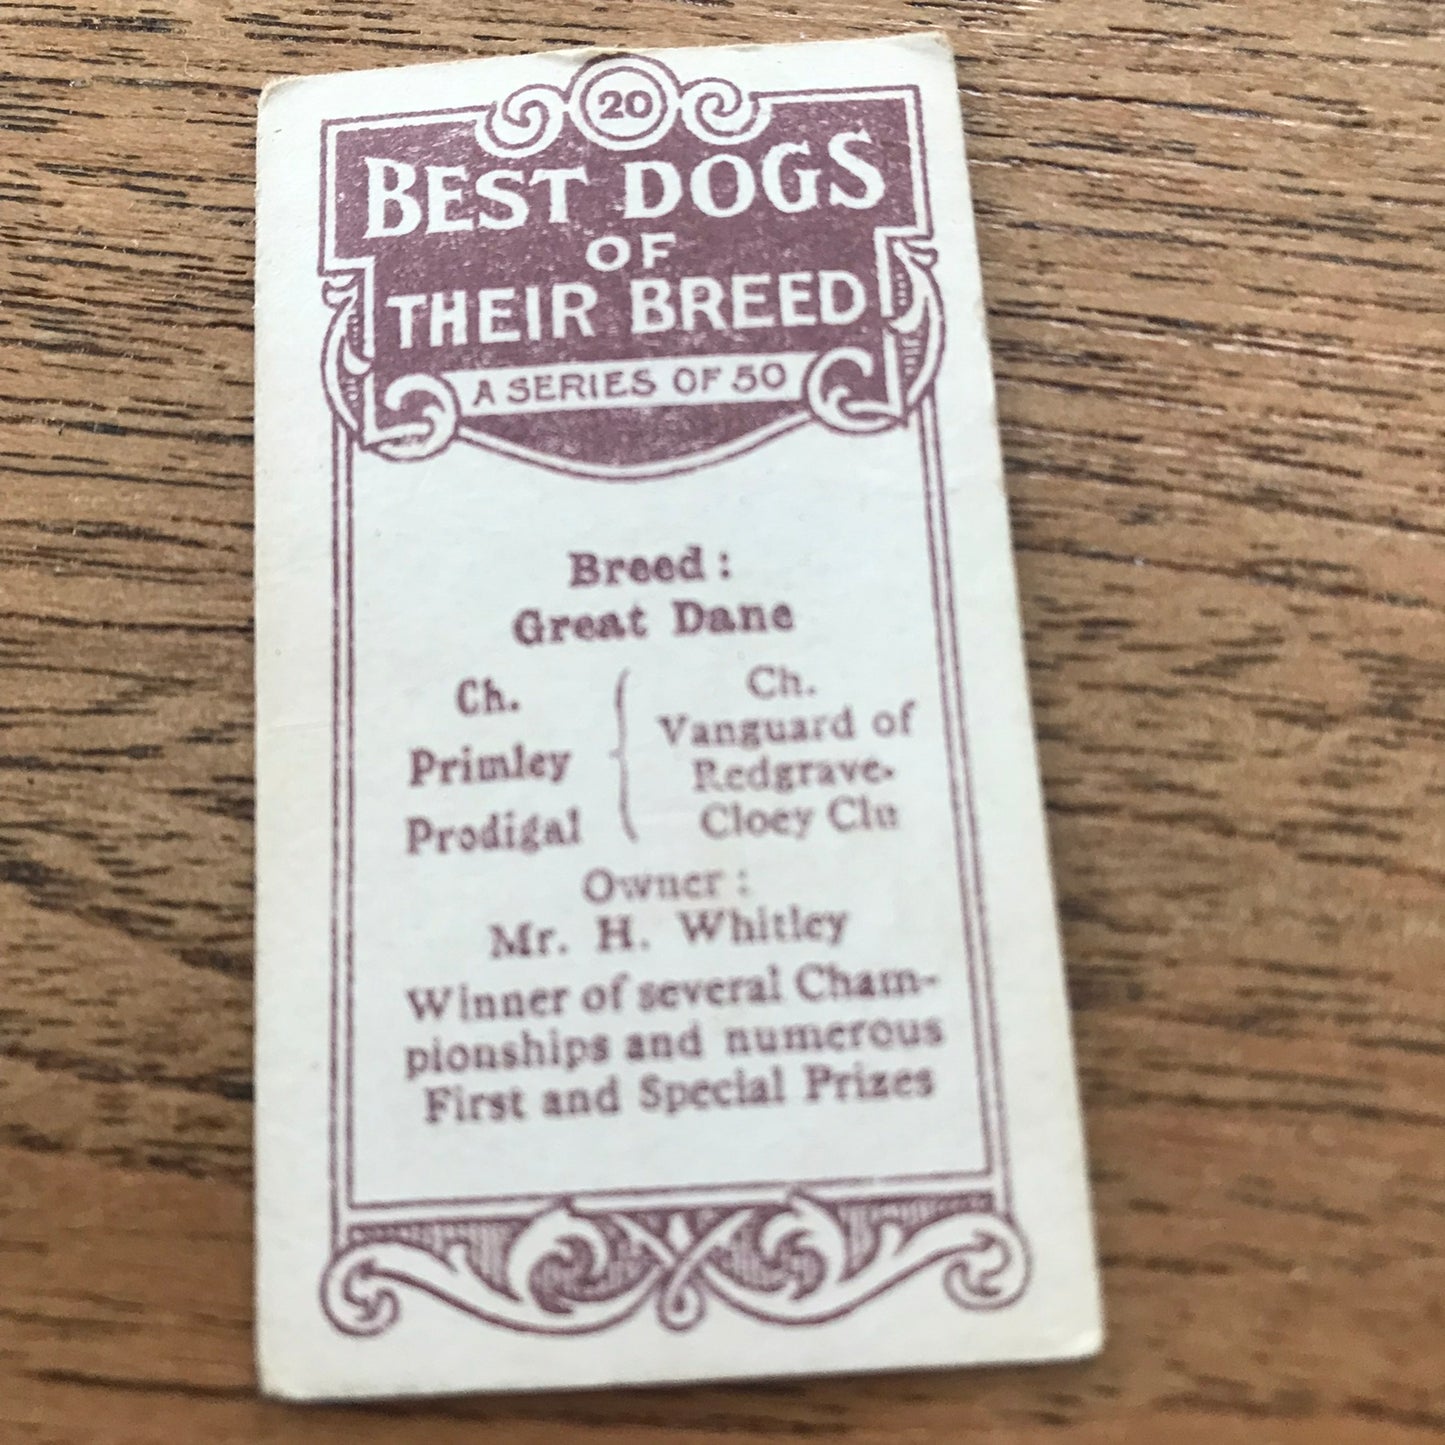 20
BEST DOGS
OF
THEIR BREED
A SERIES OF 50
Breed:
Great Dane
Ch.
Primley
Prodigal
Ch.
Vanguard of
Redgrave.
Cloey Clu
Owner:
Mr. H. Whitley
Winner of several Cham-
pionships and numerous
First and Special Prizes